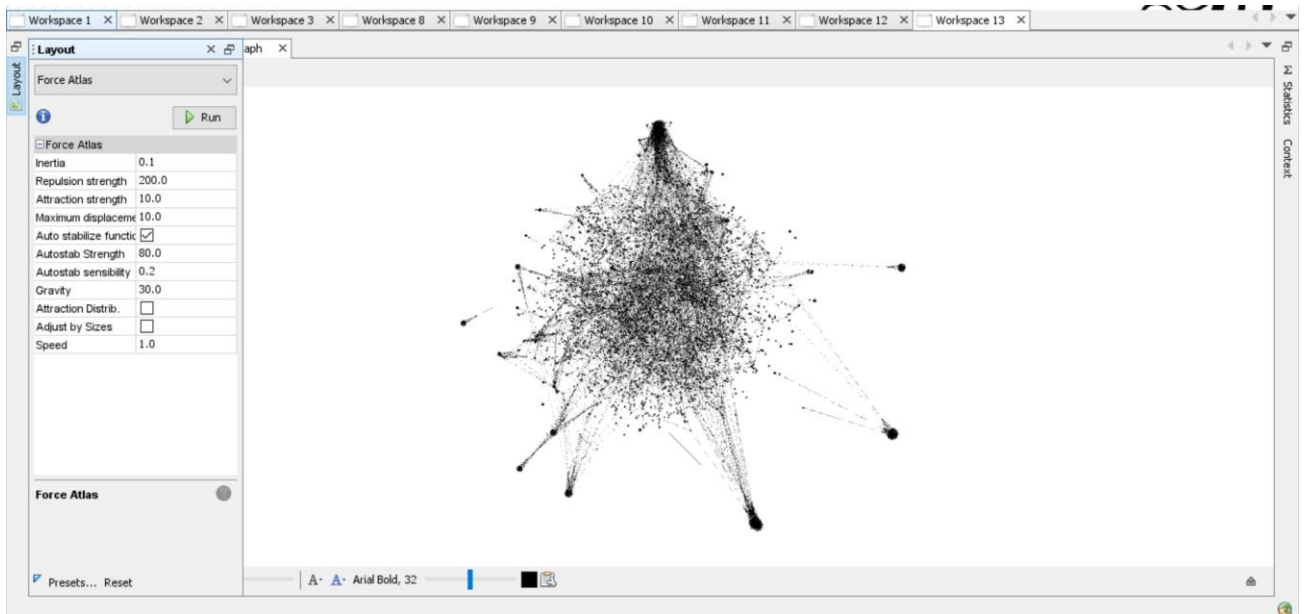 Workspace 1 Workspace 2 Workspace 3 Workspace 8 Workspace 9 Workspace 10 Workspace 11 Workspace 12 Workspace 13
Layout
aph
Layout
Force Atlas
Run
Force Atlas
Inertia 0.1
Repulsion strength 200.0
Attraction strength 10.0
Maximum displaceme 10.0
Auto stabilize functic
Autostab Strength 80.0
Autostab sensibility 0.2
Gravity 30.0
Attraction Distrib.
Adjust by Sizes
Speed 1.0
Force Atlas
Presets... Reset
A- A- Arial Bold, 32
Σ Statistics
Context